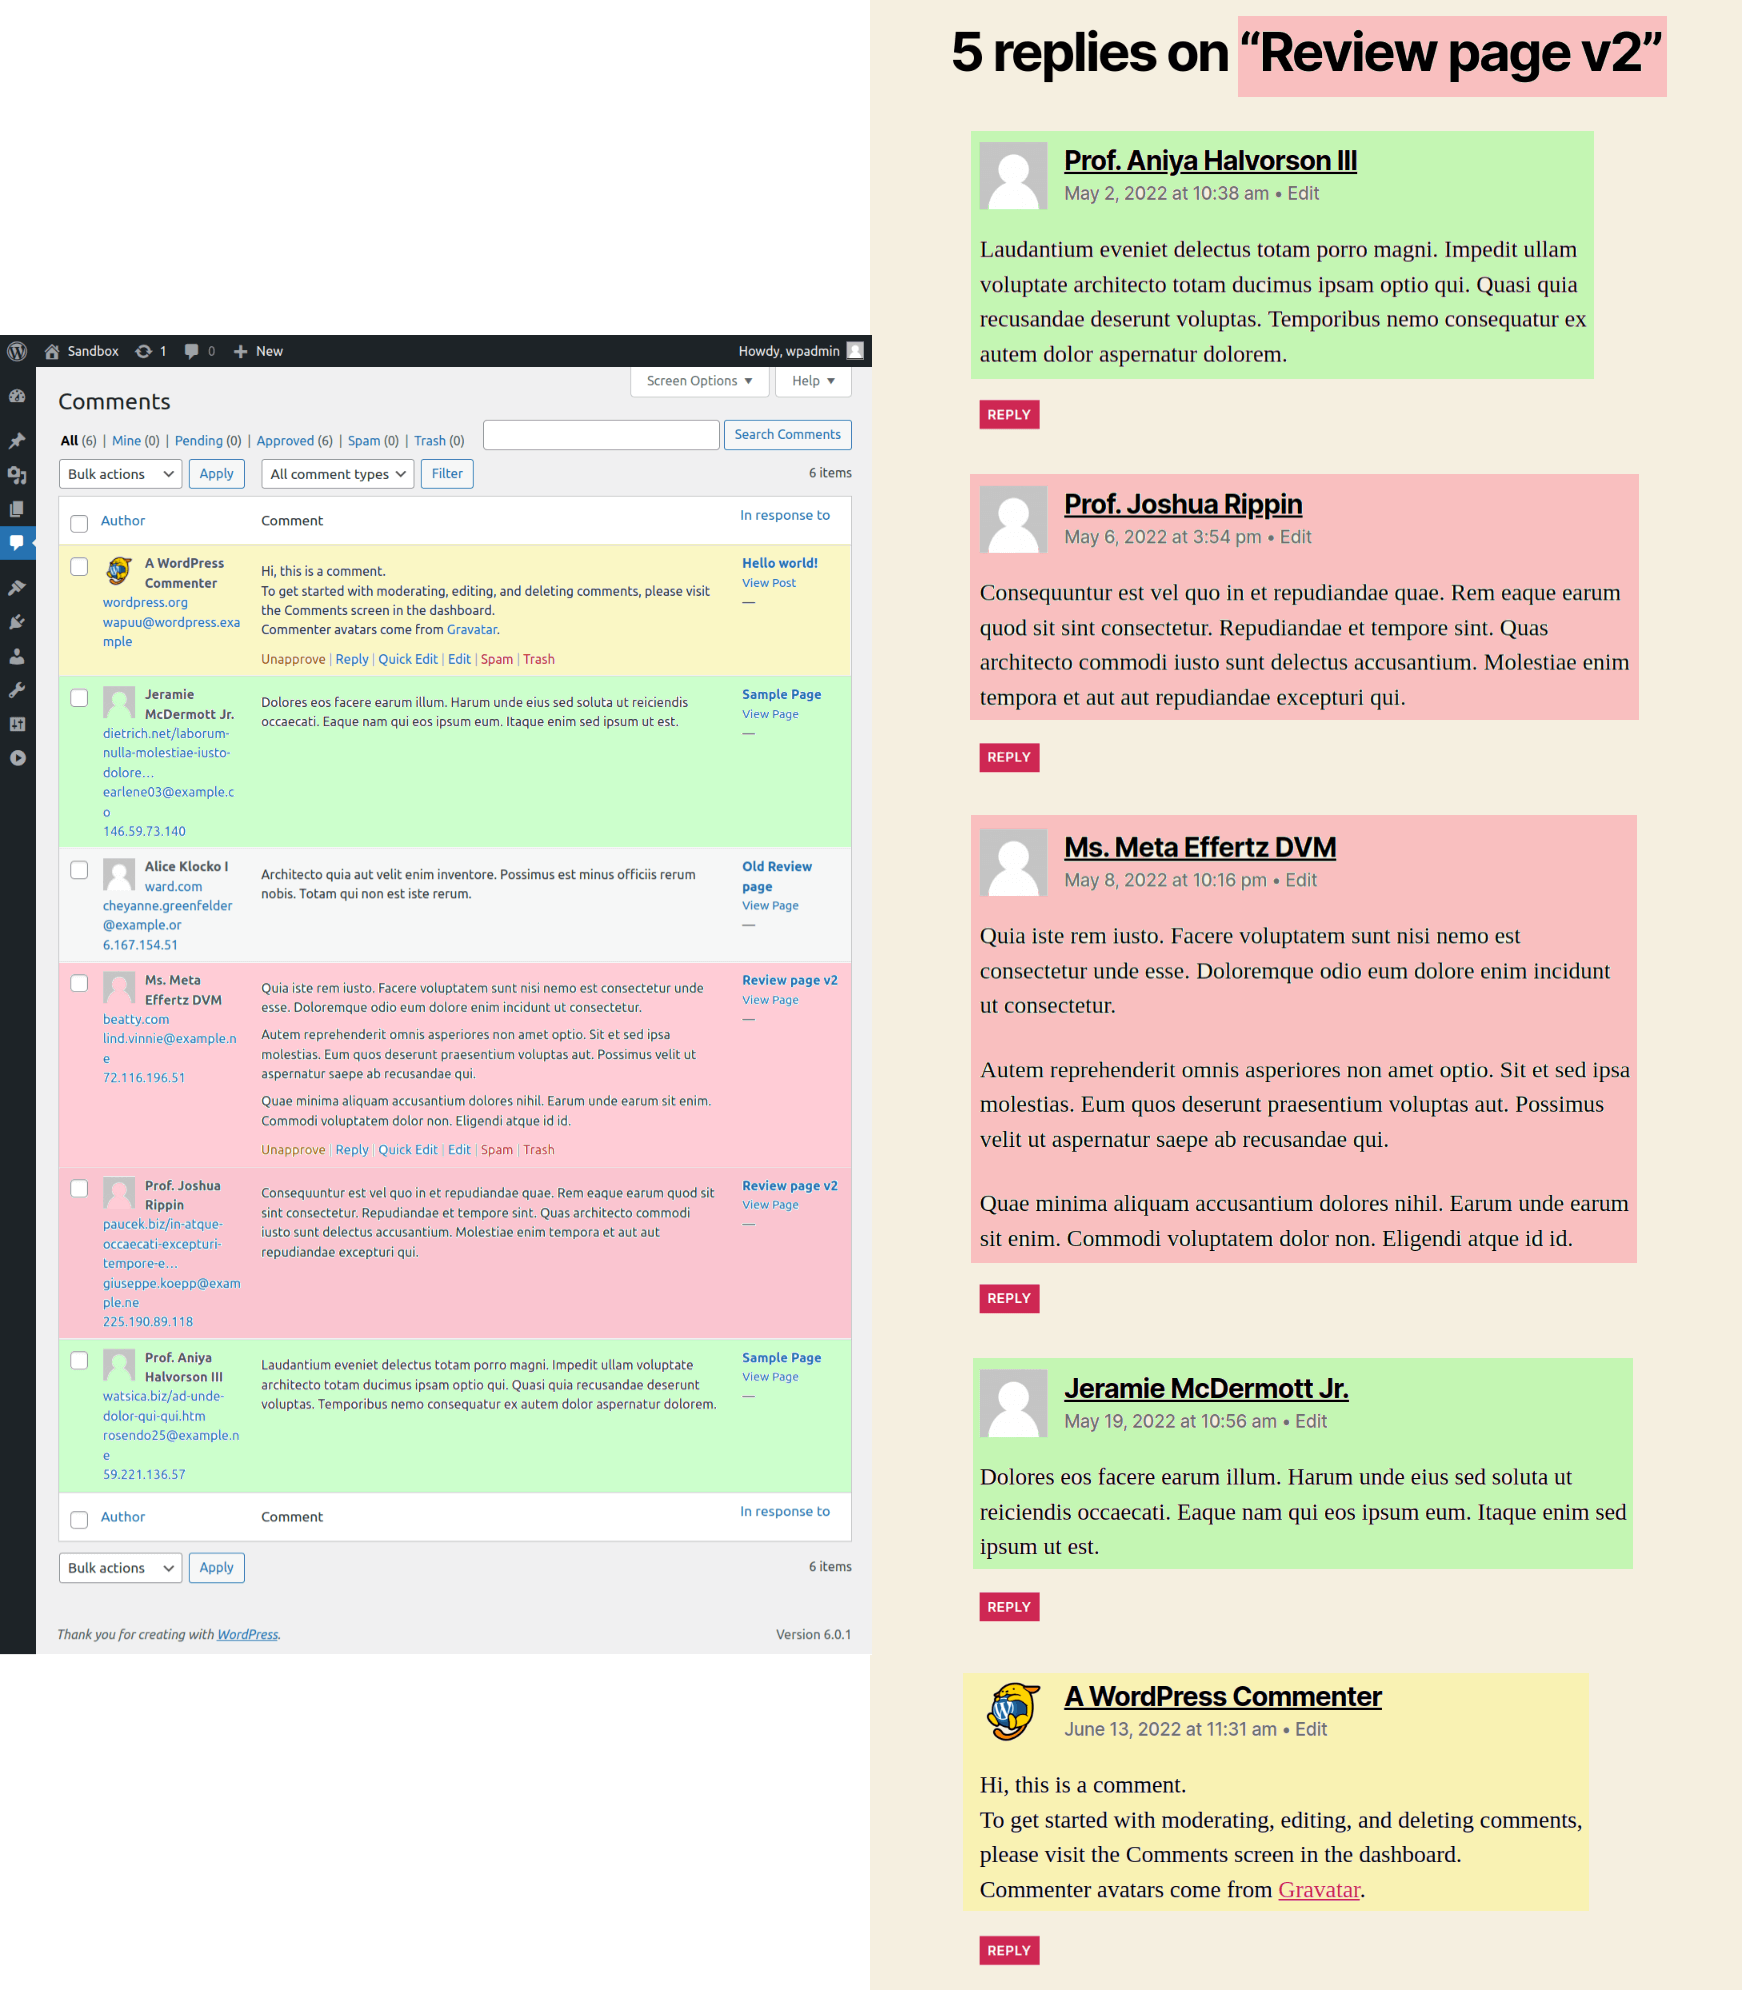 Sandbox 1 0 New Howdy, wpadmin
Screen Options ▼ Help ▼
Comments
All (6) | Mine (0) | Pending (0) | Approved (6) | Spam (0) | Trash (0)
Search Comments
Bulk actions Apply All comment types Filter 6 items
Author Comment In response to
A WordPress
Commenter
wordpress.org
wapuu@wordpress.exa
mple
Hi, this is a comment.
To get started with moderating, editing, and deleting comments, please visit
the Comments screen in the dashboard.
Commenter avatars come from Gravatar.
Unapprove | Reply | Quick Edit | Edit | Spam | Trash
Hello world!
View Post
—
Jeramie
McDermott Jr.
dietrich.net/laborum-
nulla-molestiae-iusto-
dolore…
earlene03@example.c
o
146.59.73.140
Dolores eos facere earum illum. Harum unde eius sed soluta ut reiciendis
occaecati. Eaque nam qui eos ipsum eum. Itaque enim sed ipsum ut est.
Sample Page
View Page
—
Alice Klocko I
ward.com
cheyanne.greenfelder
@example.or
6.167.154.51
Architecto quia aut velit enim inventore. Possimus est minus officiis rerum
nobis. Totam qui non est iste rerum.
Old Review
page
View Page
—
Ms. Meta
Effertz DVM
beatty.com
lind.vinnie@example.n
e
72.116.196.51
Quia iste rem iusto. Facere voluptatem sunt nisi nemo est consectetur unde
esse. Doloremque odio eum dolore enim incidunt ut consectetur.
Autem reprehenderit omnis asperiores non amet optio. Sit et sed ipsa
molestias. Eum quos deserunt praesentium voluptas aut. Possimus velit ut
aspernatur saepe ab recusandae qui.
Quae minima aliquam accusantium dolores nihil. Earum unde earum sit enim.
Commodi voluptatem dolor non. Eligendi atque id id.
Unapprove | Reply | Quick Edit | Edit | Spam | Trash
Review page v2
View Page
—
Prof. Joshua
Rippin
paucek.biz/in-atque-
occaecati-excepturi-
tempore-e…
giuseppe.koepp@exam
ple.ne
225.190.89.118
Consequuntur est vel quo in et repudiandae quae. Rem eaque earum quod sit
sint consectetur. Repudiandae et tempore sint. Quas architecto commodi
iusto sunt delectus accusantium. Molestiae enim tempora et aut aut
repudiandae excepturi qui.
Review page v2
View Page
—
Prof. Aniya
Halvorson III
watsica.biz/ad-unde-
dolor-qui-qui.htm
rosendo25@example.n
e
59.221.136.57
Laudantium eveniet delectus totam porro magni. Impedit ullam voluptate
architecto totam ducimus ipsam optio qui. Quasi quia recusandae deserunt
voluptas. Temporibus nemo consequatur ex autem dolor aspernatur dolorem.
Sample Page
View Page
—
Author Comment In response to
Bulk actions Apply 6 items
Thank you for creating with WordPress. Version 6.0.1
5 replies on “Review page v2”
Prof. Aniya Halvorson III
May 2, 2022 at 10:38 am • Edit
Laudantium eveniet delectus totam porro magni. Impedit ullam
voluptate architecto totam ducimus ipsam optio qui. Quasi quia
recusandae deserunt voluptas. Temporibus nemo consequatur ex
autem dolor aspernatur dolorem.
REPLY
Prof. Joshua Rippin
May 6, 2022 at 3:54 pm • Edit
Consequuntur est vel quo in et repudiandae quae. Rem eaque earum
quod sit sint consectetur. Repudiandae et tempore sint. Quas
architecto commodi iusto sunt delectus accusantium. Molestiae enim
tempora et aut aut repudiandae excepturi qui.
REPLY
Ms. Meta Effertz DVM
May 8, 2022 at 10:16 pm • Edit
Quia iste rem iusto. Facere voluptatem sunt nisi nemo est
consectetur unde esse. Doloremque odio eum dolore enim incidunt
ut consectetur.
Autem reprehenderit omnis asperiores non amet optio. Sit et sed ipsa
molestias. Eum quos deserunt praesentium voluptas aut. Possimus
velit ut aspernatur saepe ab recusandae qui.
Quae minima aliquam accusantium dolores nihil. Earum unde earum
sit enim. Commodi voluptatem dolor non. Eligendi atque id id.
REPLY
Jeramie McDermott Jr.
May 19, 2022 at 10:56 am • Edit
Dolores eos facere earum illum. Harum unde eius sed soluta ut
reiciendis occaecati. Eaque nam qui eos ipsum eum. Itaque enim sed
ipsum ut est.
REPLY
A WordPress Commenter
June 13, 2022 at 11:31 am • Edit
Hi, this is a comment.
To get started with moderating, editing, and deleting comments,
please visit the Comments screen in the dashboard.
Commenter avatars come from Gravatar.
REPLY